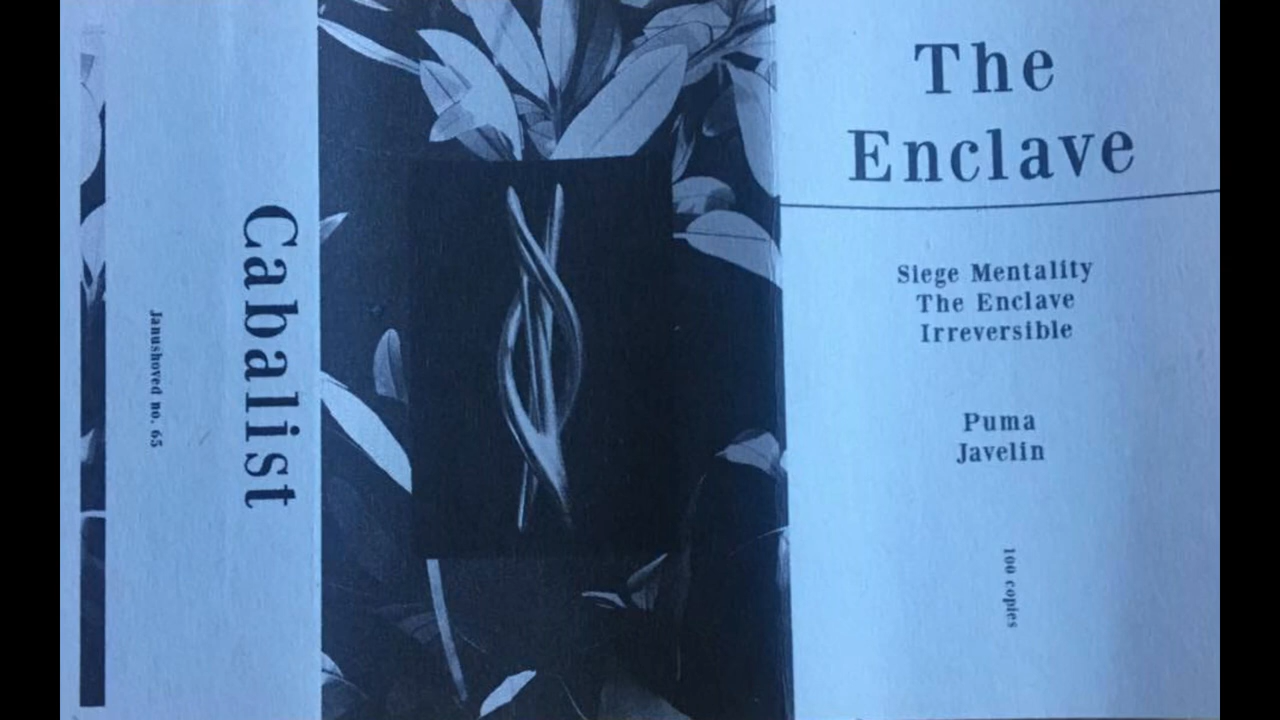 Cabalist
Janushoved no. 65
The
Enclave
Siege Mentality
The Enclave
Irreversible
Puma
Javelin
100 copies